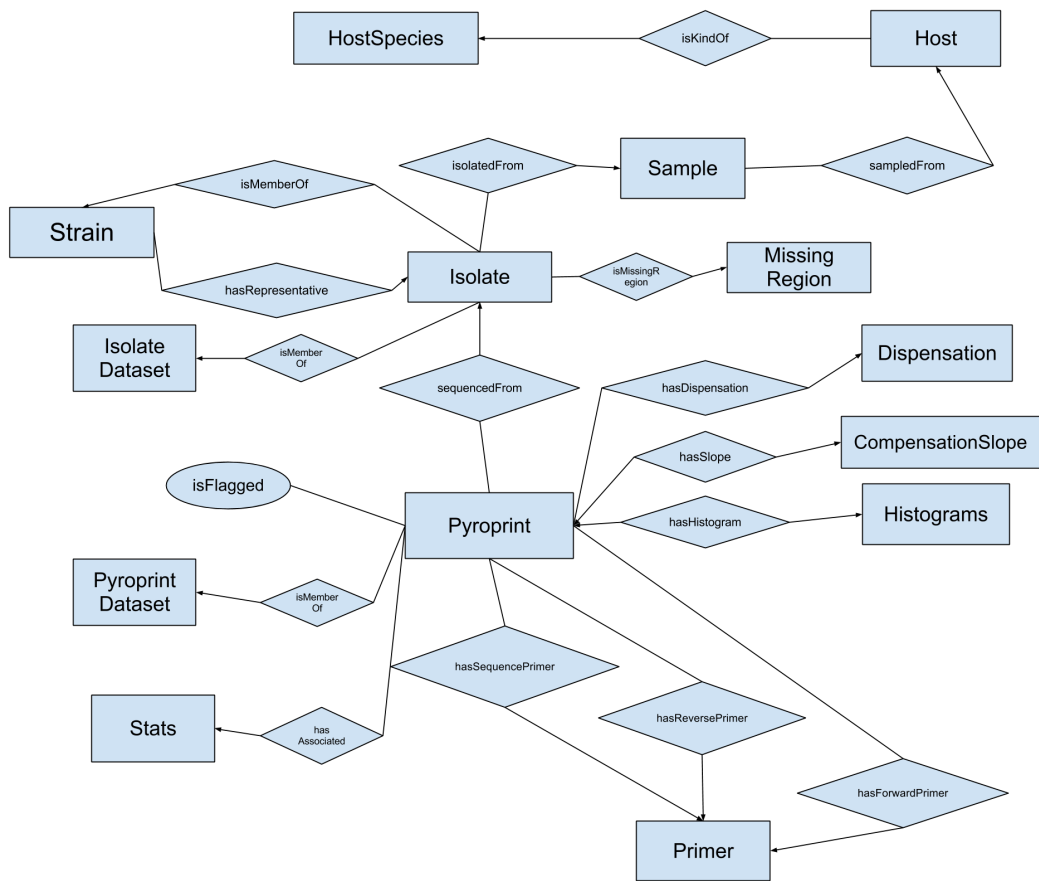 HostSpecies
isKindOf
Host
isolatedFrom
Sample
sampledFrom
isMemberOf
Strain
hasRepresentative
Isolate
isMissingR
egion
Missing
Region
Isolate
Dataset
isMember
Of
sequencedFrom
hasDispensation
Dispensation
hasSlope
CompensationSlope
isFlagged
Pyroprint
hasHistogram
Histograms
Pyroprint
Dataset
isMember
Of
hasSequencePrimer
hasReversePrimer
Stats
has
Associated
hasForwardPrimer
Primer